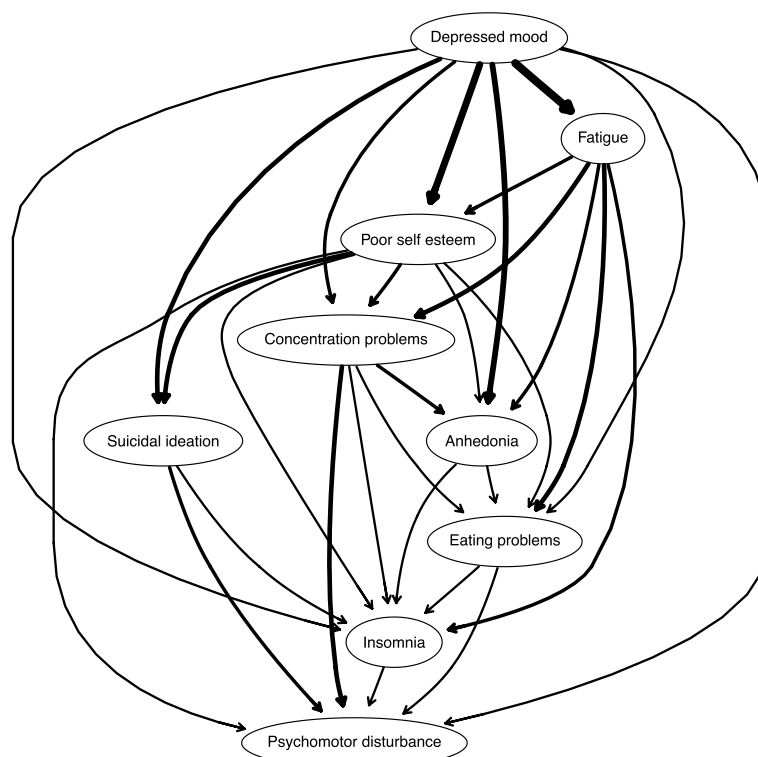 Depressed mood
Fatigue
Poor self esteem
Concentration problems
Suicidal ideation
Anhedonia
Eating problems
Insomnia
Psychomotor disturbance